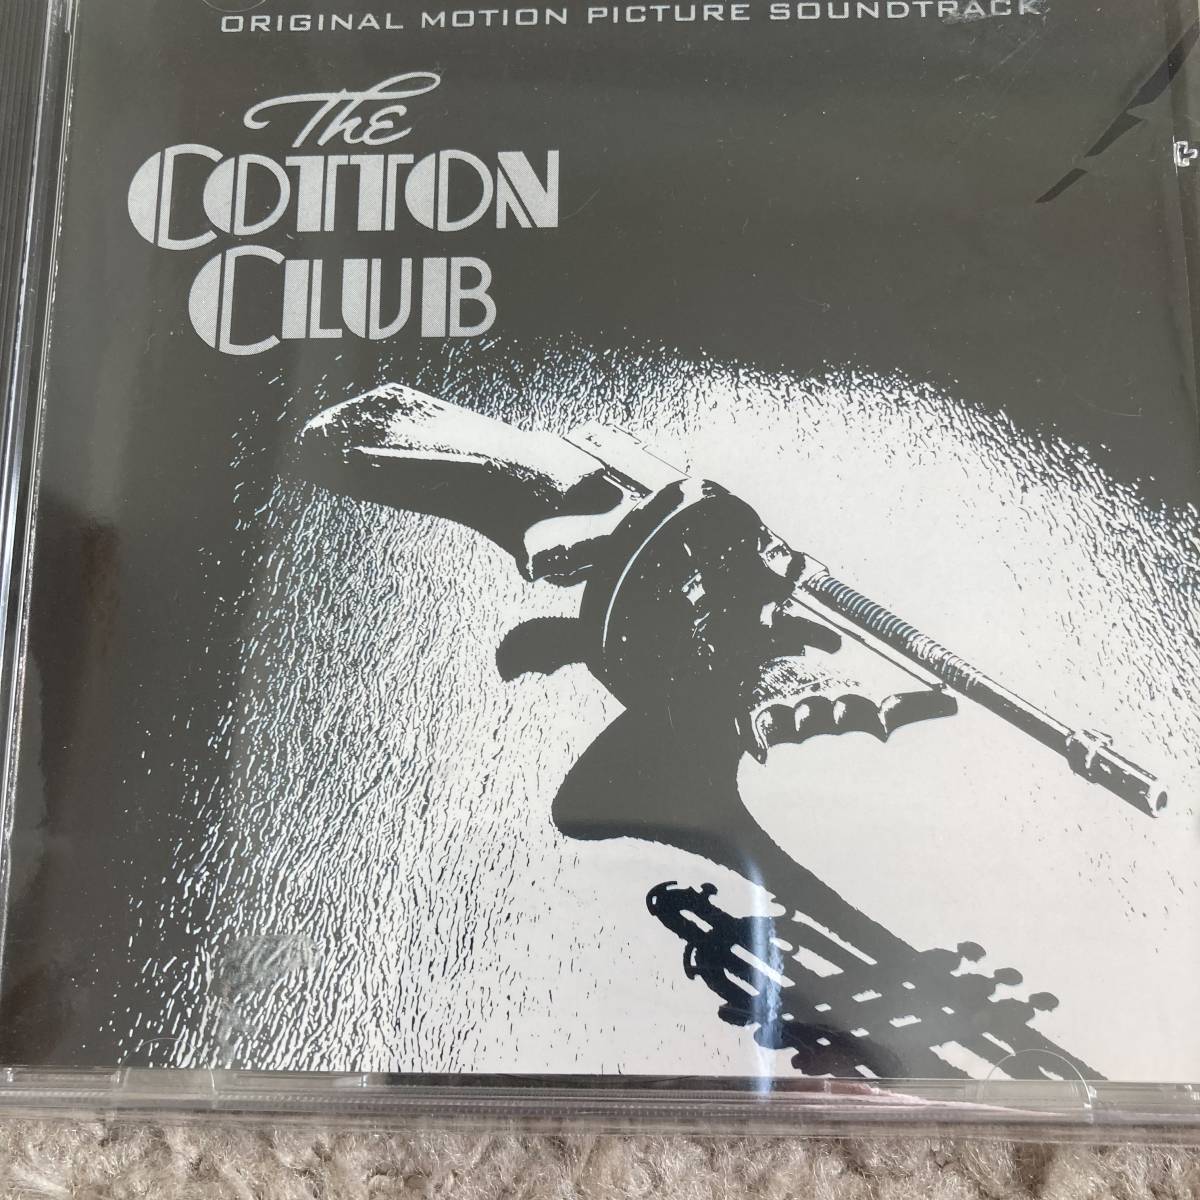 ORIGINAL MOTION PICTURE SOUNDTRACK
The
COTTON
CLUB